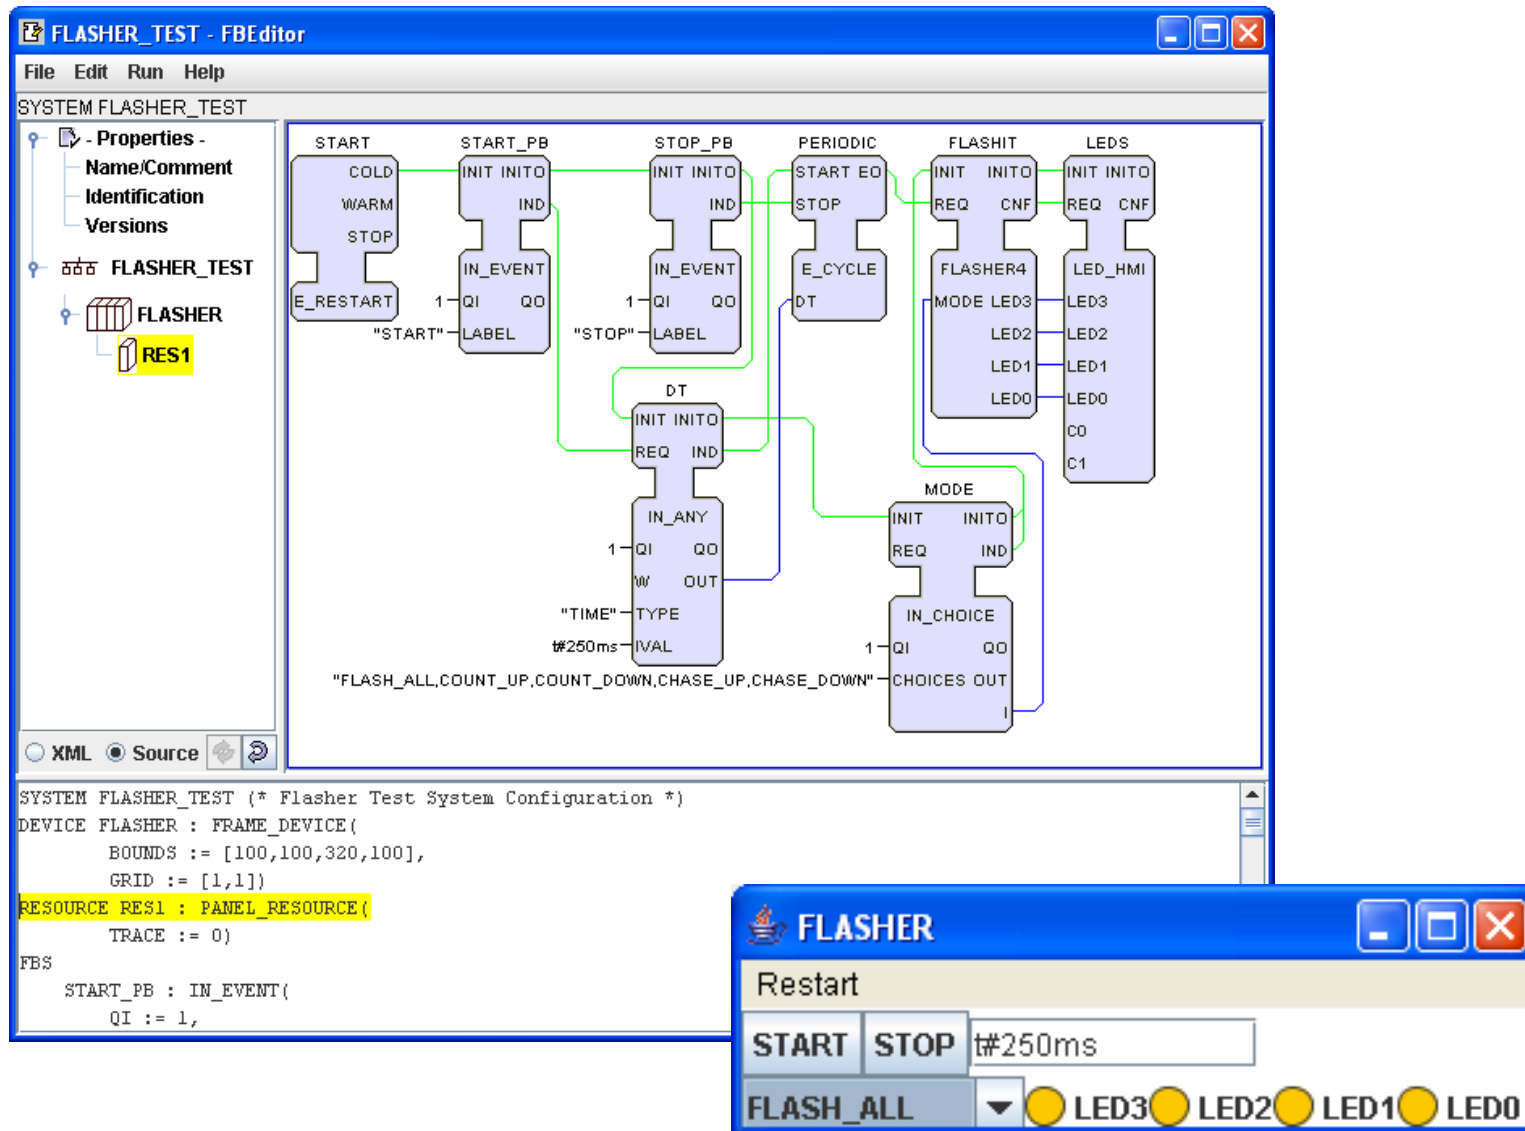 FLASHER_TEST - FBEditor
File Edit Run Help
SYSTEM FLASHER_TEST
- Properties -
Name/Comment
Identification
Versions
FLASHER_TEST
FLASHER
RES1
XML Source
START
COLD
WARM
STOP
E_RESTART
START_PB
INIT INITO
IND
IN_EVENT
1 QI QO
"START" LABEL
STOP_PB
INIT INITO
IND
IN_EVENT
1 QI QO
"STOP" LABEL
PERIODIC
START EO
STOP
E_CYCLE
DT
FLASHIT
INIT INITO
REQ CNF
FLASHER4
MODE LED3
LED2
LED1
LED0
LEDS
INIT INITO
REQ CNF
LED_HMI
LED3
LED2
LED1
LED0
C0
C1
DT
INIT INITO
REQ IND
IN_ANY
1 QI QO
W OUT
"TIME" TYPE
t#250ms IVAL
MODE
INIT INITO
REQ IND
IN_CHOICE
1 QI QO
"FLASH_ALL,COUNT_UP,COUNT_DOWN,CHASE_UP,CHASE_DOWN" CHOICES OUT
I
SYSTEM FLASHER_TEST (* Flasher Test System Configuration *)
DEVICE FLASHER : FRAME_DEVICE(
BOUNDS := [100,100,320,100],
GRID := [1,1])
RESOURCE RES1 : PANEL_RESOURCE(
TRACE := 0)
FBS
START_PB : IN_EVENT(
QI := 1,
FLASHER
Restart
START STOP t#250ms
FLASH_ALL LED3 LED2 LED1 LED0